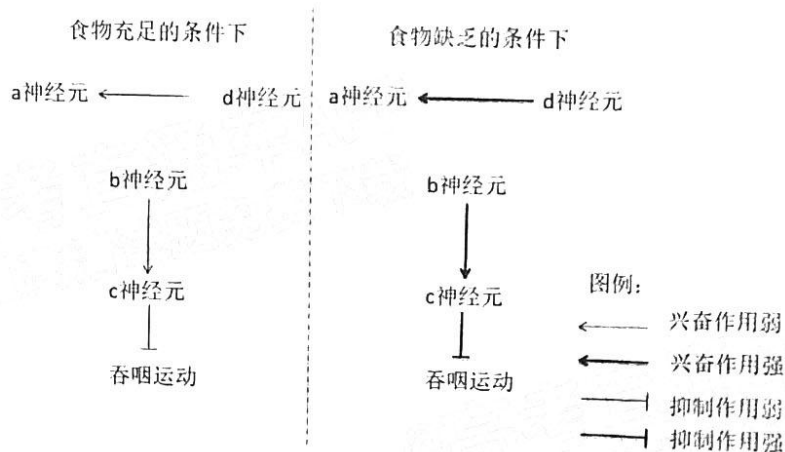 食物充足的条件下
食物缺乏的条件下
a神经元
d神经元
a神经元
d神经元
b神经元
b神经元
c神经元
c神经元
吞咽运动
吞咽运动
图例:
兴奋作用弱
兴奋作用强
抑制作用弱
抑制作用强